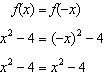 f(x) = f(−x)
x² − 4 = (−x)² − 4
x² − 4 = x² − 4